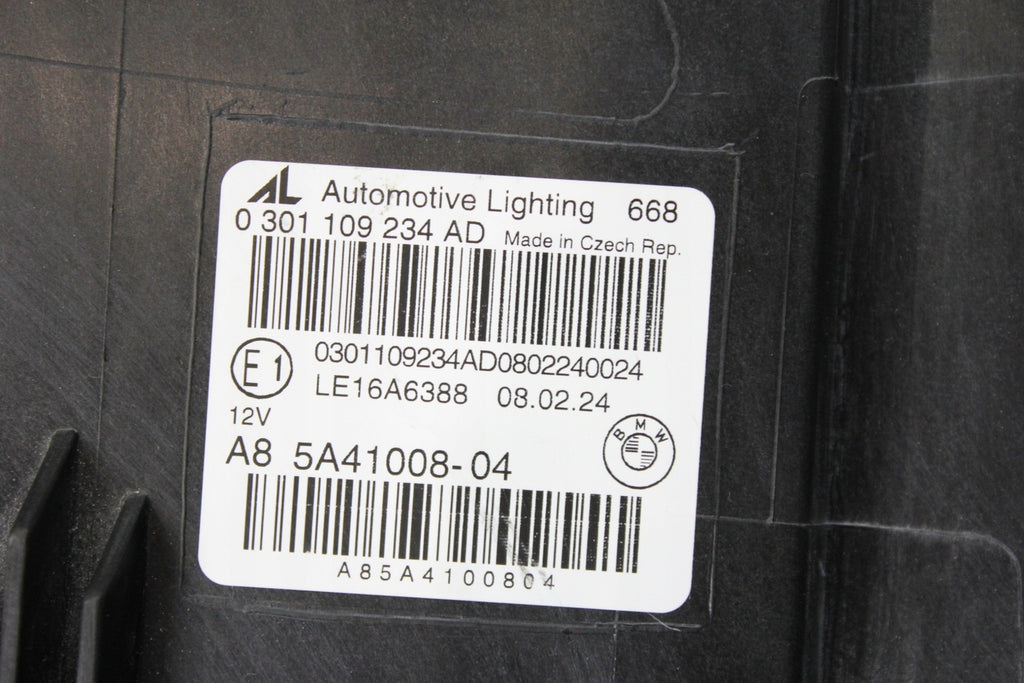 AL Automotive Lighting 668
0 301 109 234 AD Made in Czech Rep.
E1 0301109234AD0802240024
LE16A6388 08.02.24
12V
BMW
A8 5A41008-04
A85A4100804